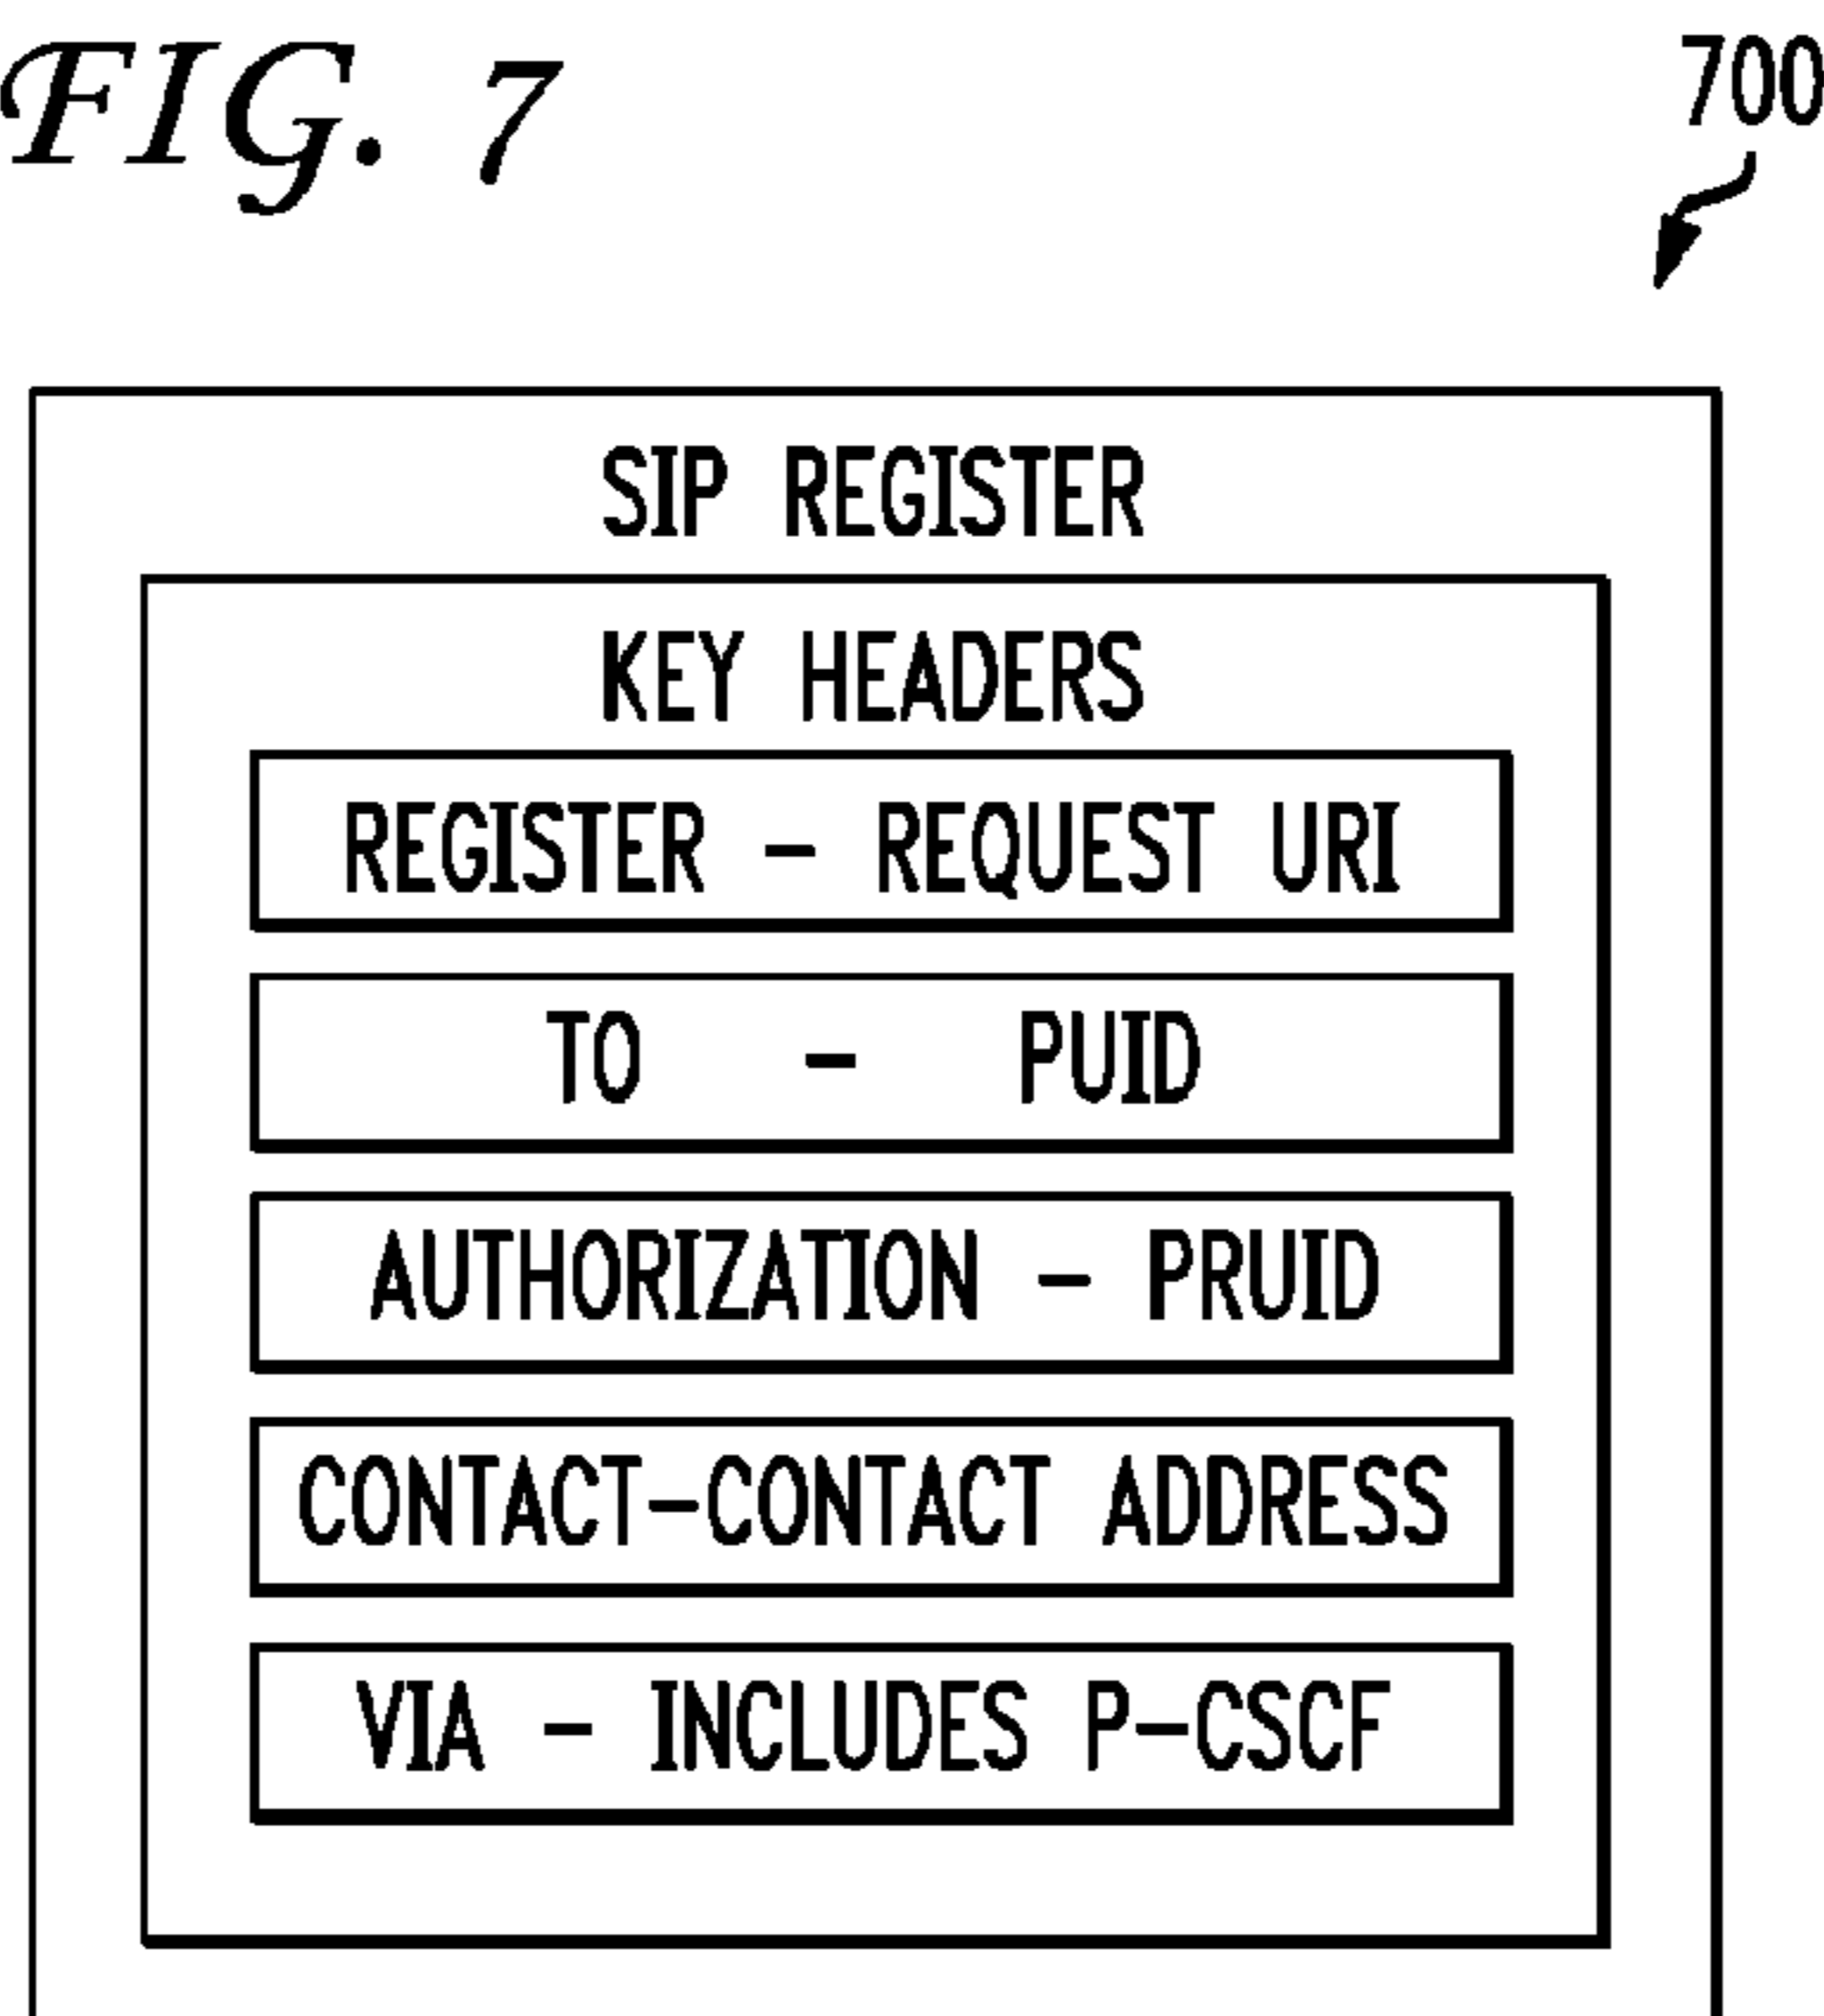 FIG. 7
700
SIP REGISTER
KEY HEADERS
REGISTER - REQUEST URI
TO - PUID
AUTHORIZATION - PRUID
CONTACT-CONTACT ADDRESS
VIA - INCLUDES P-CSCF